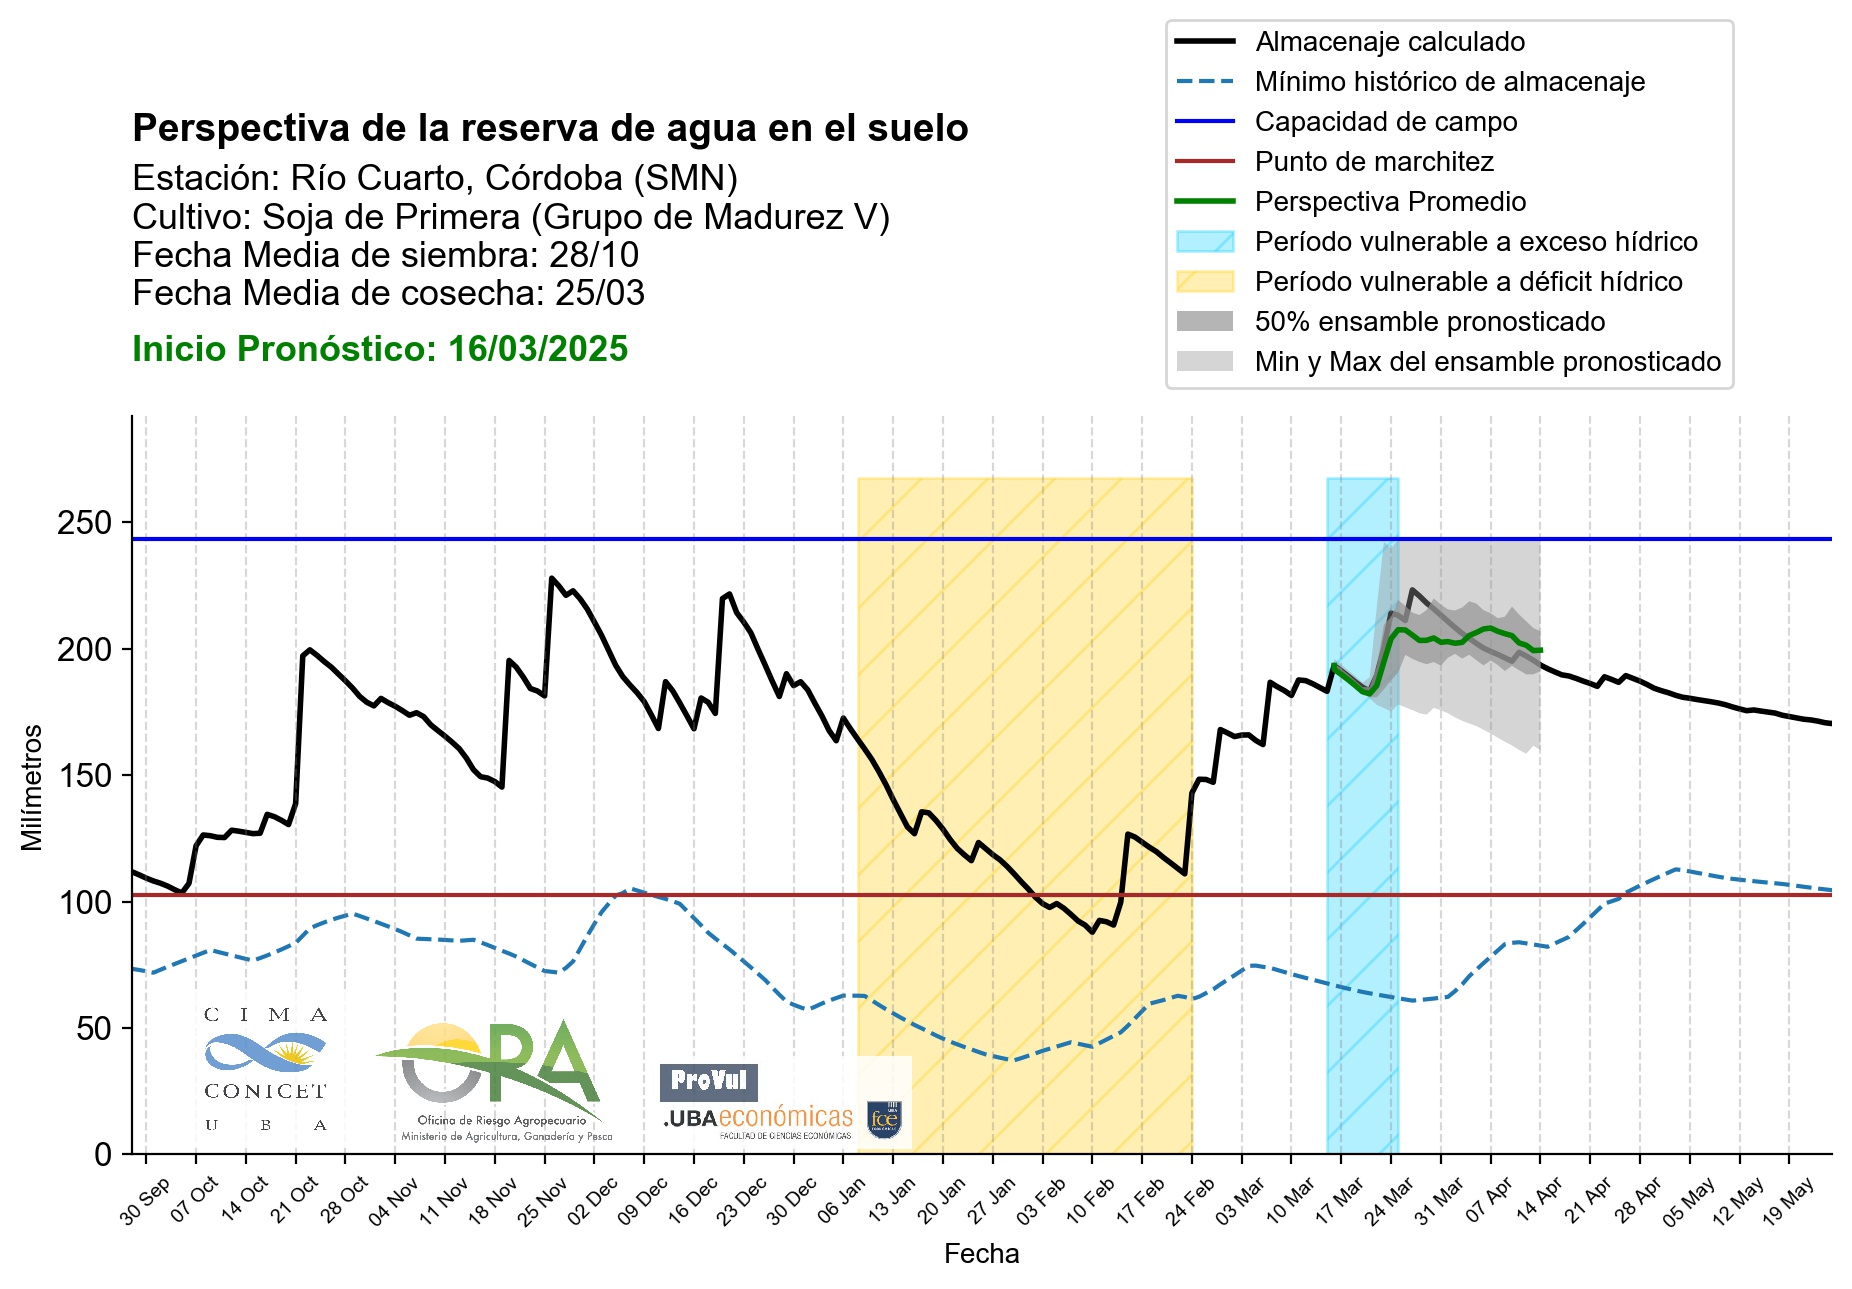 Almacenaje calculado
Mínimo histórico de almacenaje
Capacidad de campo
Punto de marchitez
Perspectiva Promedio
Período vulnerable a exceso hídrico
Período vulnerable a déficit hídrico
50% ensamble pronosticado
Min y Max del ensamble pronosticado
Perspectiva de la reserva de agua en el suelo
Estación: Río Cuarto, Córdoba (SMN)
Cultivo: Soja de Primera (Grupo de Madurez V)
Fecha Media de siembra: 28/10
Fecha Media de cosecha: 25/03
Inicio Pronóstico: 16/03/2025
Milímetros
250
200
150
100
50
0
CIMA
CONICET
UBA
ORA
Oficina de Riesgo Agropecuario
Ministerio de Agricultura, Ganadería y Pesca
ProVul
.UBAeconómicas
FACULTAD DE CIENCIAS ECONÓMICAS
fce
30 Sep
07 Oct
14 Oct
21 Oct
28 Oct
04 Nov
11 Nov
18 Nov
25 Nov
02 Dec
09 Dec
16 Dec
23 Dec
30 Dec
06 Jan
13 Jan
20 Jan
27 Jan
03 Feb
10 Feb
17 Feb
24 Feb
03 Mar
10 Mar
17 Mar
24 Mar
31 Mar
07 Apr
14 Apr
21 Apr
28 Apr
05 May
12 May
19 May
Fecha